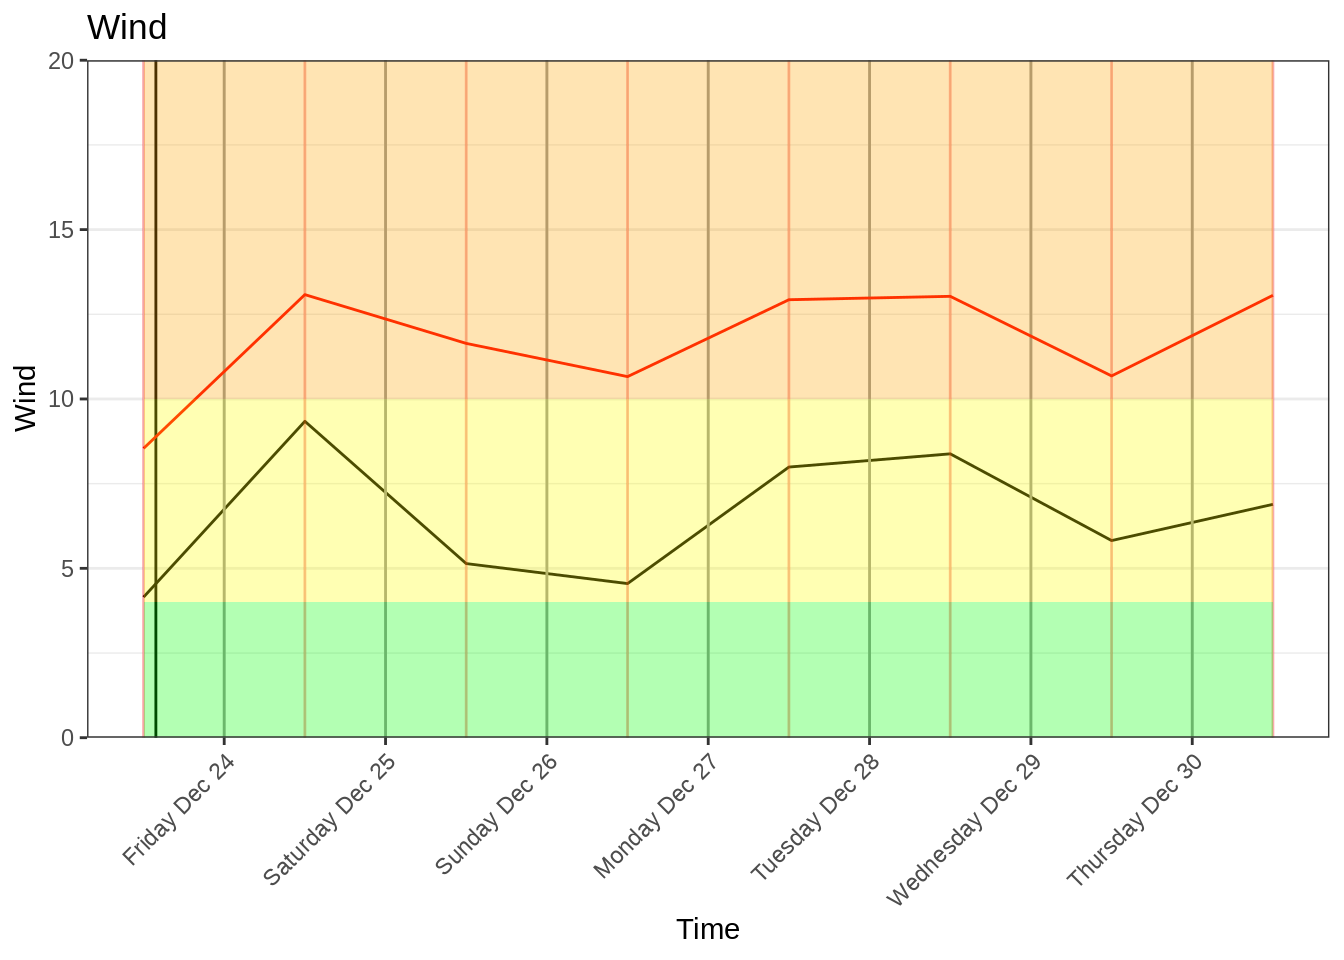 Wind
20
15
10
5
0
Wind
Friday Dec 24
Saturday Dec 25
Sunday Dec 26
Monday Dec 27
Tuesday Dec 28
Wednesday Dec 29
Thursday Dec 30
Time